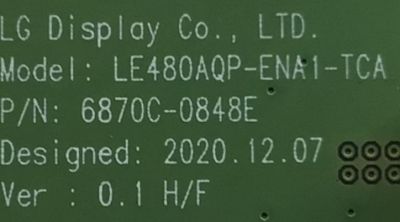 LG Display Co., LTD.
Model: LE480AQP-ENA1-TCA
P/N: 6870C-0848E
Designed: 2020.12.07
Ver : 0.1 H/F